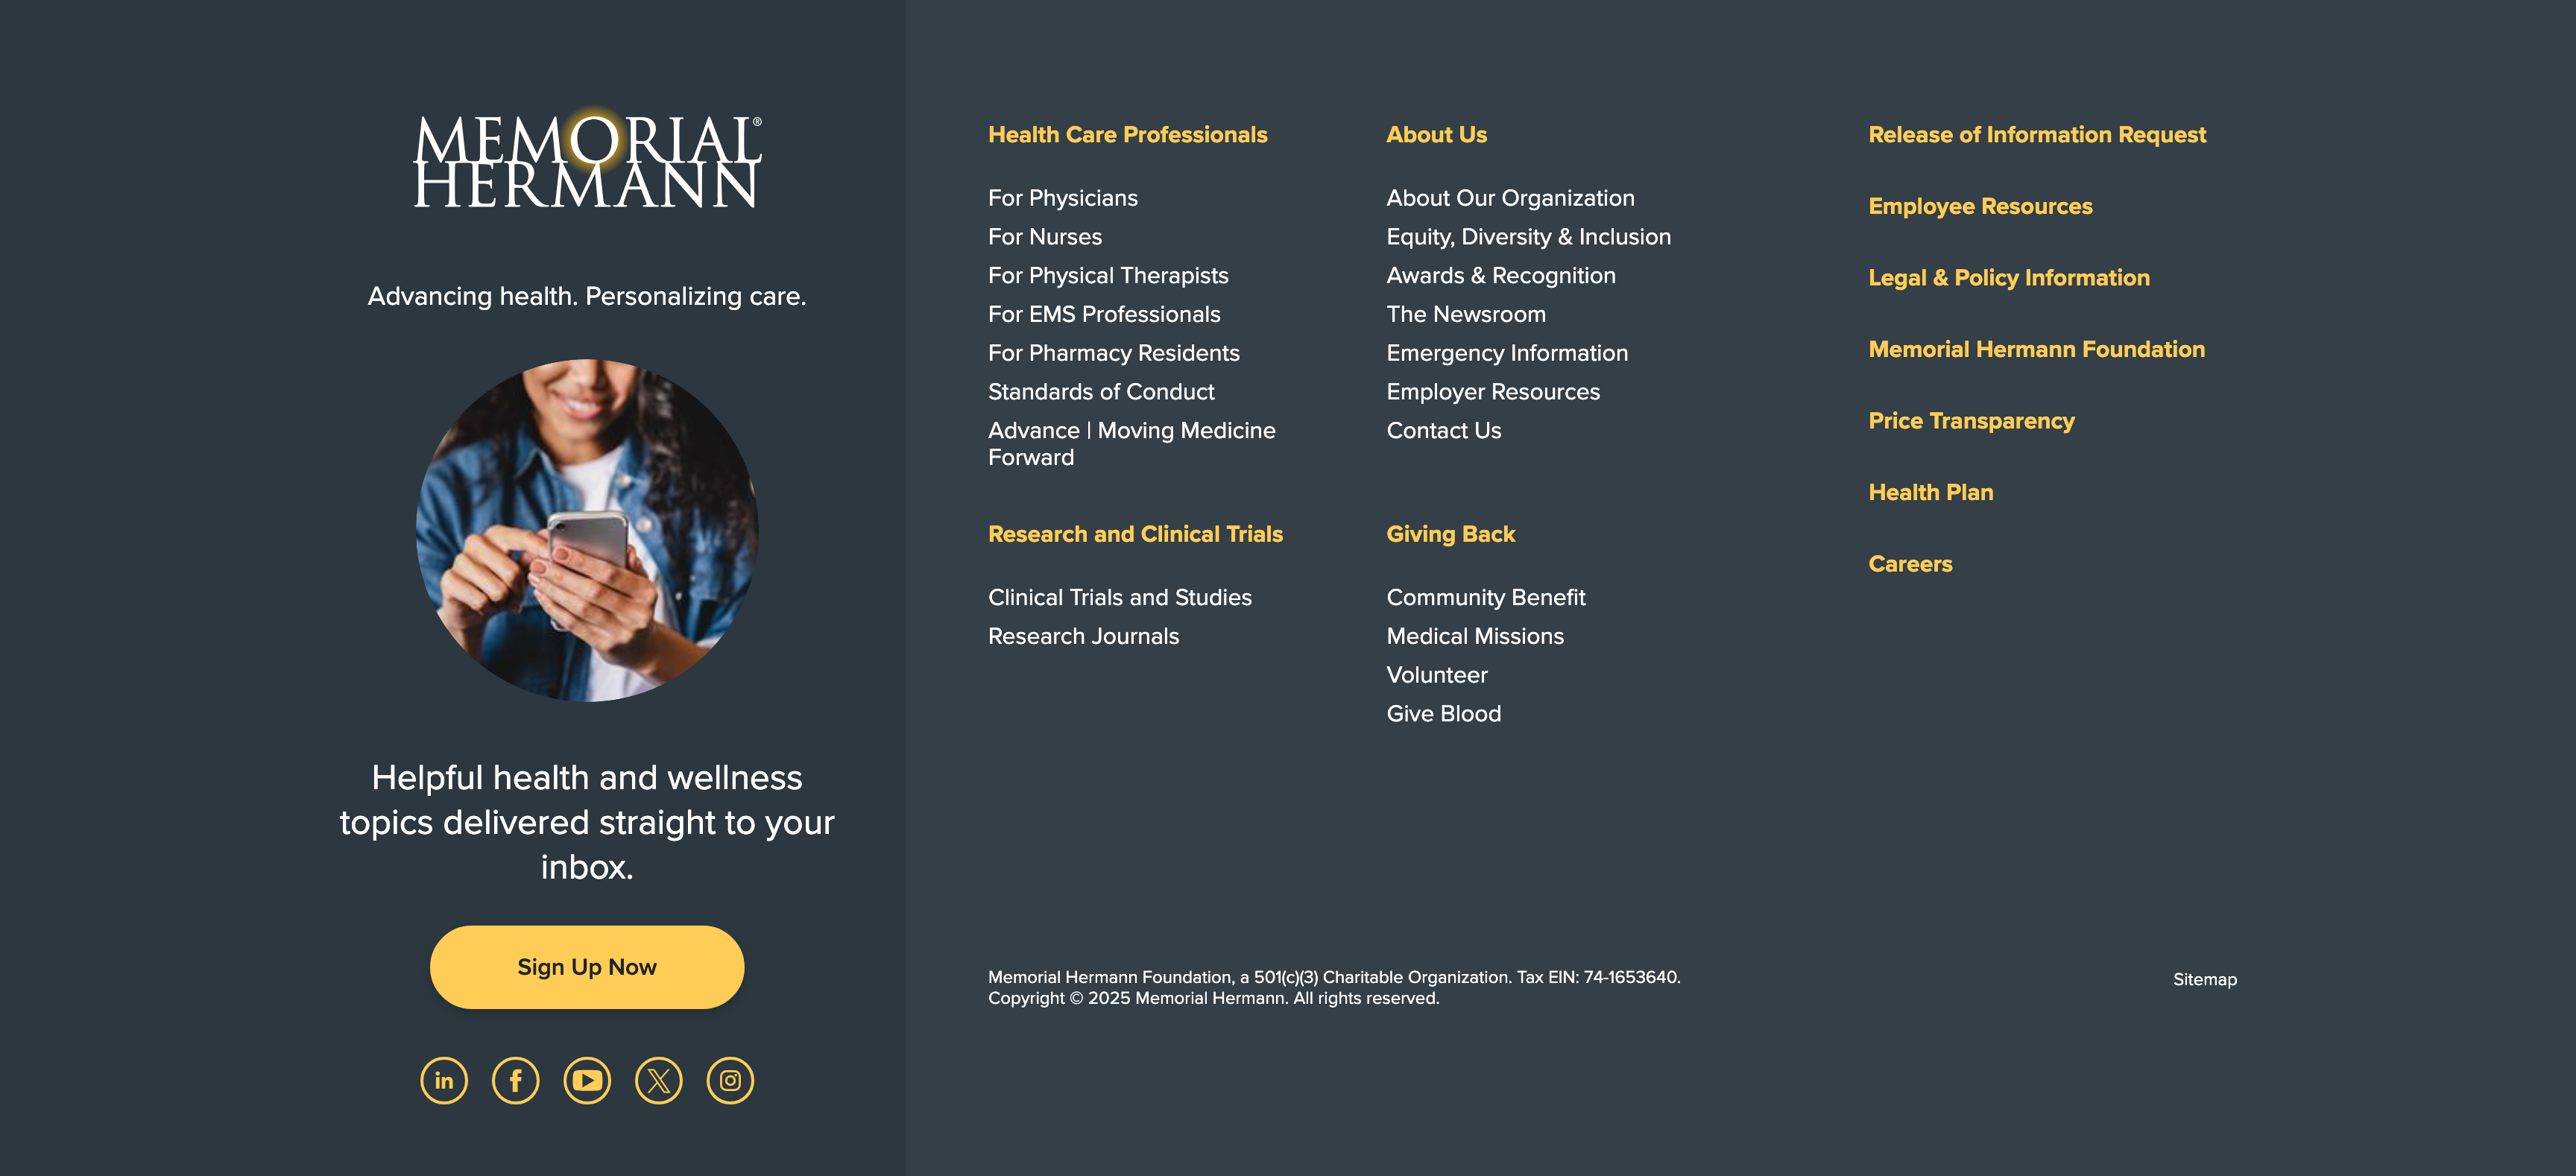 MEMORIAL®
HERMANN
Advancing health. Personalizing care.
Helpful health and wellness
topics delivered straight to your
inbox.
Sign Up Now
in
f
X
Health Care Professionals
For Physicians
For Nurses
For Physical Therapists
For EMS Professionals
For Pharmacy Residents
Standards of Conduct
Advance | Moving Medicine
Forward
Research and Clinical Trials
Clinical Trials and Studies
Research Journals
About Us
About Our Organization
Equity, Diversity & Inclusion
Awards & Recognition
The Newsroom
Emergency Information
Employer Resources
Contact Us
Giving Back
Community Benefit
Medical Missions
Volunteer
Give Blood
Release of Information Request
Employee Resources
Legal & Policy Information
Memorial Hermann Foundation
Price Transparency
Health Plan
Careers
Memorial Hermann Foundation, a 501(c)(3) Charitable Organization. Tax EIN: 74-1653640.
Copyright © 2025 Memorial Hermann. All rights reserved.
Sitemap